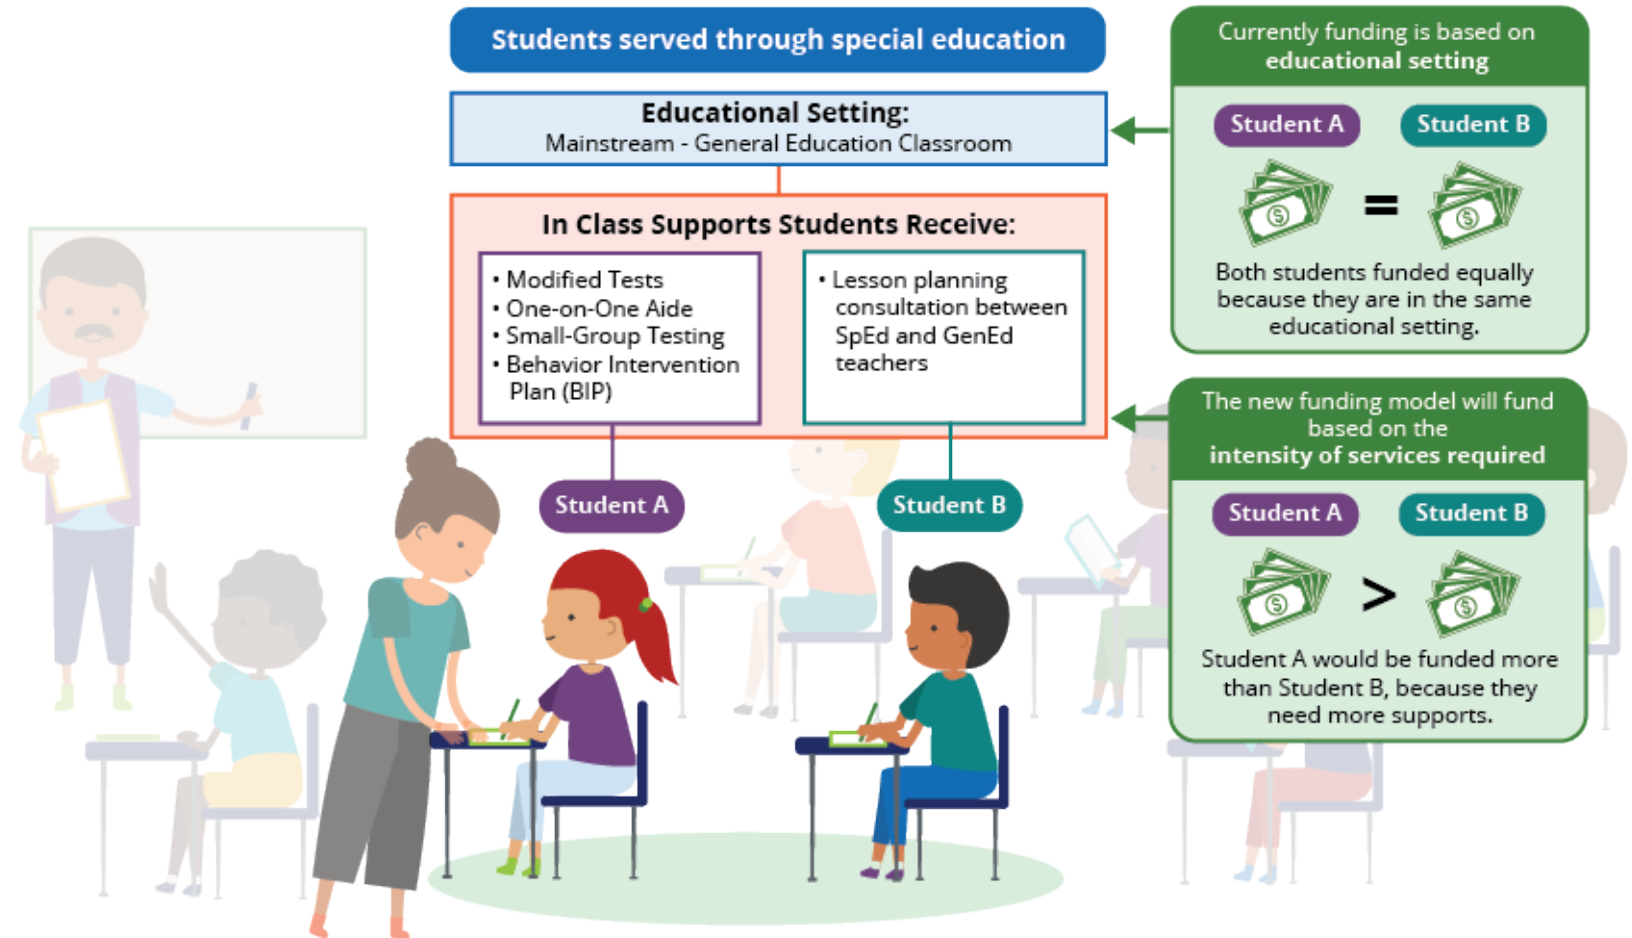 Students served through special education
Educational Setting:
Mainstream - General Education Classroom
In Class Supports Students Receive:
• Modified Tests
• One-on-One Aide
• Small-Group Testing
• Behavior Intervention
Plan (BIP)
• Lesson planning
consultation between
SpEd and GenEd
teachers
Student A
Student B
Currently funding is based on
educational setting
Student A
Student B
$
=
$
Both students funded equally
because they are in the same
educational setting.
The new funding model will fund
based on the
intensity of services required
Student A
Student B
$
>
$
Student A would be funded more
than Student B, because they
need more supports.